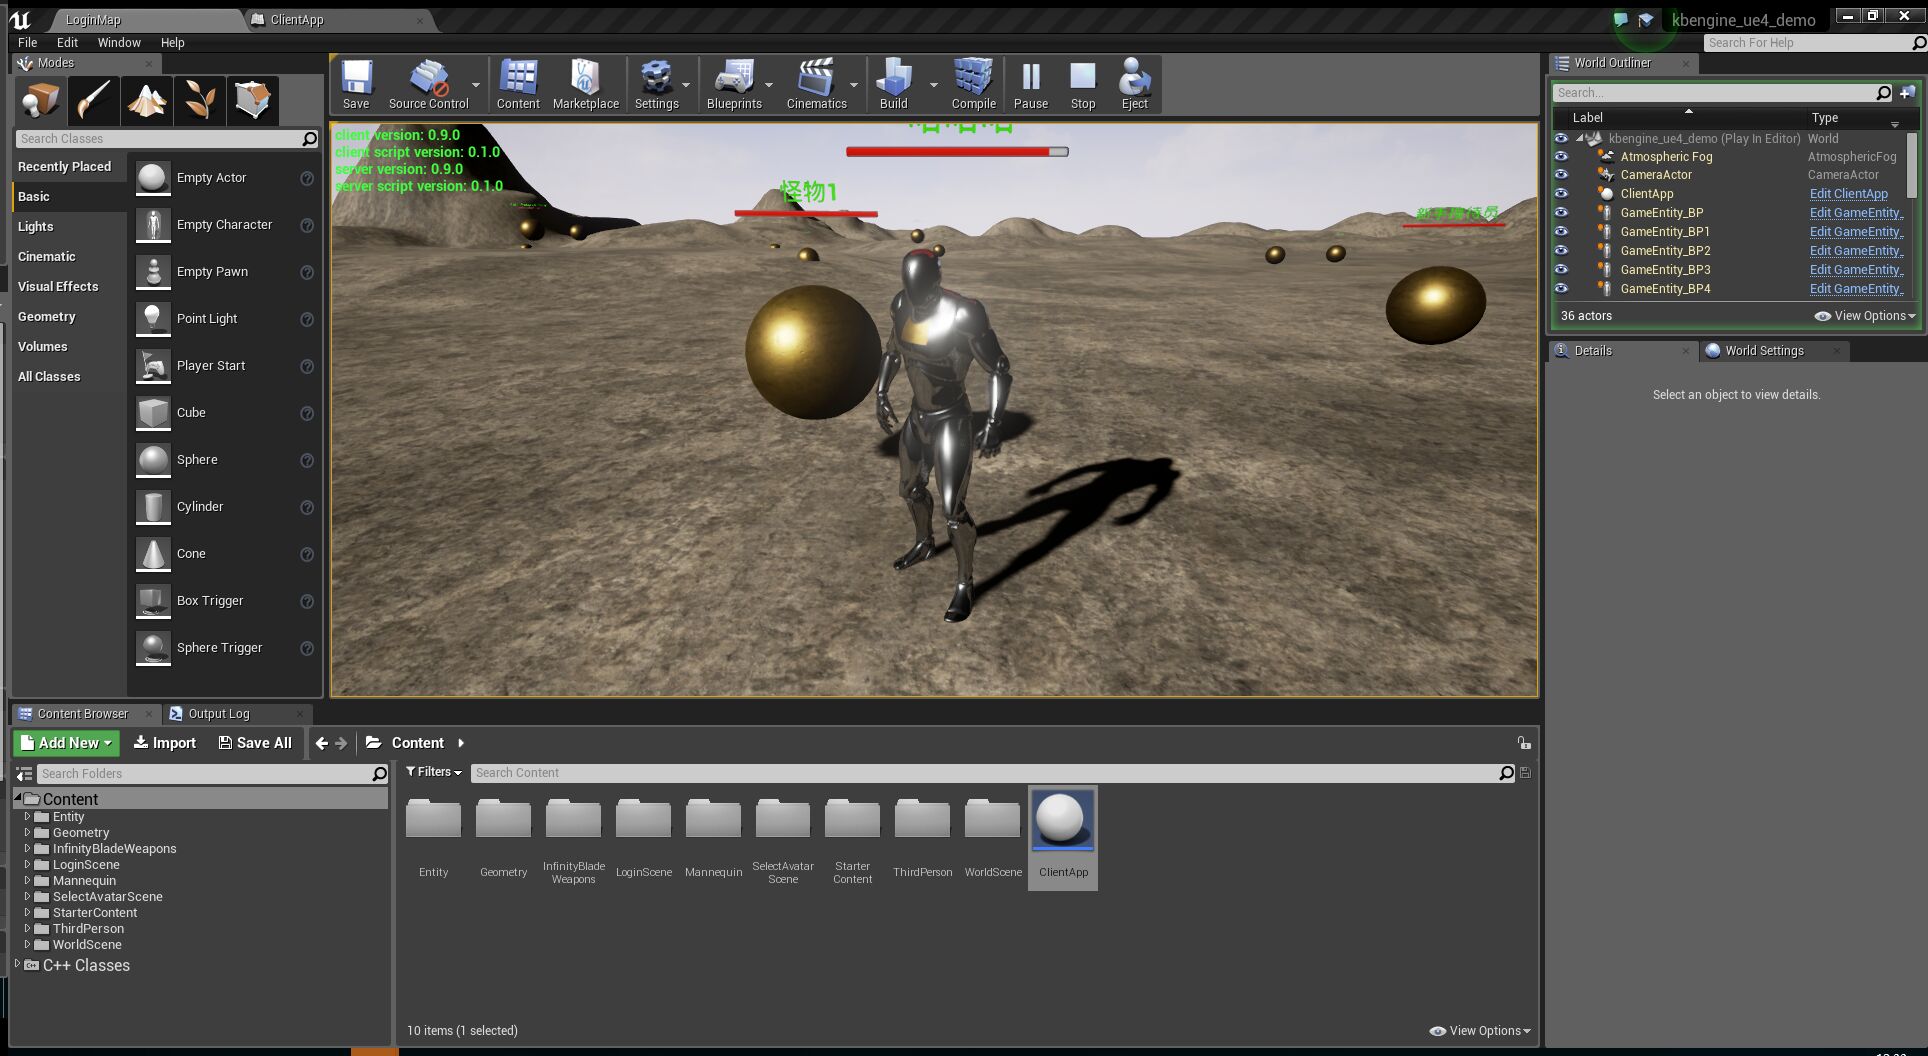 LoginMap
ClientApp
kbengine_ue4_demo
File Edit Window Help
Search For Help
Modes
Search Classes
Recently Placed
Basic
Lights
Cinematic
Visual Effects
Geometry
Volumes
All Classes
Empty Actor
Empty Character
Empty Pawn
Point Light
Player Start
Cube
Sphere
Cylinder
Cone
Box Trigger
Sphere Trigger
Save
Source Control
Content
Marketplace
Settings
Blueprints
Cinematics
Build
Compile
Pause
Stop
Eject
client version: 0.9.0
client script version: 0.1.0
server version: 0.9.0
server script version: 0.1.0
怪物1
World Outliner
Search...
Label Type
kbengine_ue4_demo (Play In Editor) World
Atmospheric Fog AtmosphericFog
CameraActor CameraActor
ClientApp Edit ClientApp
GameEntity_BP Edit GameEntity_
GameEntity_BP1 Edit GameEntity_
GameEntity_BP2 Edit GameEntity_
GameEntity_BP3 Edit GameEntity_
GameEntity_BP4 Edit GameEntity_
36 actors
View Options
Details
World Settings
Select an object to view details.
Content Browser
Output Log
Add New
Import
Save All
Content
Search Folders
Filters
Search Content
Content
Entity
Geometry
InfinityBladeWeapons
LoginScene
Mannequin
SelectAvatarScene
StarterContent
ThirdPerson
WorldScene
C++ Classes
Entity
Geometry
InfinityBlade
Weapons
LoginScene
Mannequin
SelectAvatar
Scene
Starter
Content
ThirdPerson
WorldScene
ClientApp
10 items (1 selected)
View Options